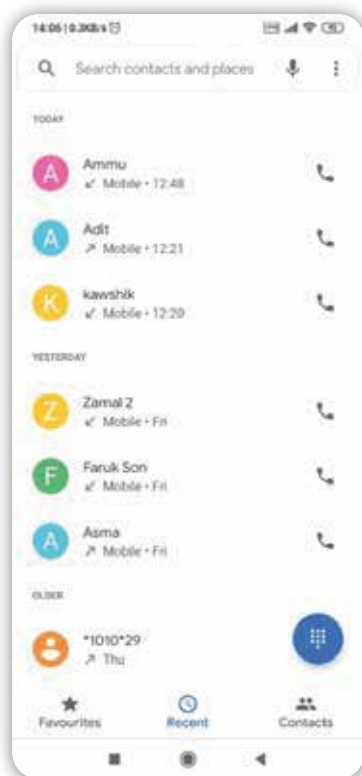 14:05 | 0.3KB/s
Search contacts and places
TODAY
A
Ammu
↙ Mobile • 12:48
A
Adit
↗ Mobile • 12:21
K
kawshik
↙ Mobile • 12:20
YESTERDAY
Z
Zamal 2
↙ Mobile • Fri
F
Faruk Son
↙ Mobile • Fri
A
Asma
↗ Mobile • Fri
OLDER
*1010*29
↗ Thu
Favourites
Recent
Contacts